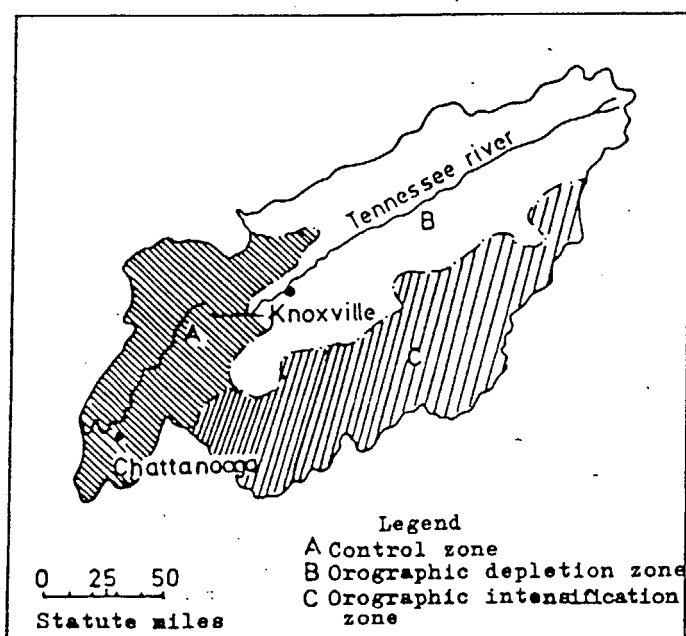 Tennessee river
B
Knoxville
A
C
Chattanooga
Legend
A Control zone
B Orographic depletion zone
C Orographic intensification
zone
0 25 50
Statute miles